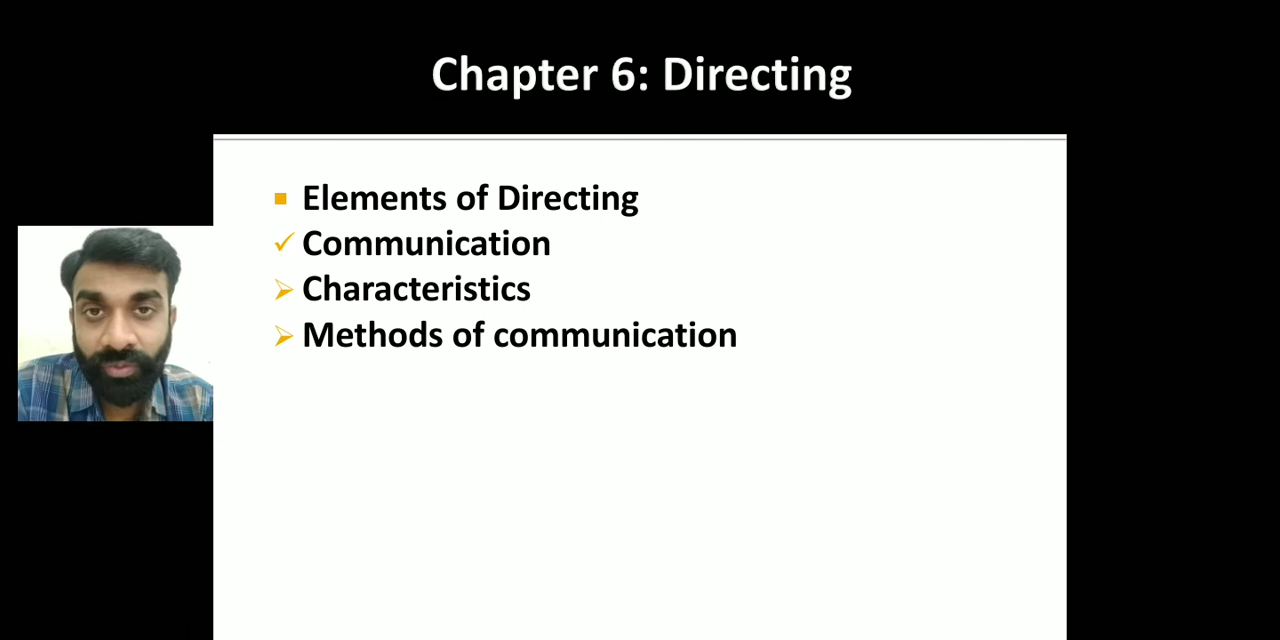 Chapter 6: Directing
Elements of Directing
Communication
Characteristics
Methods of communication